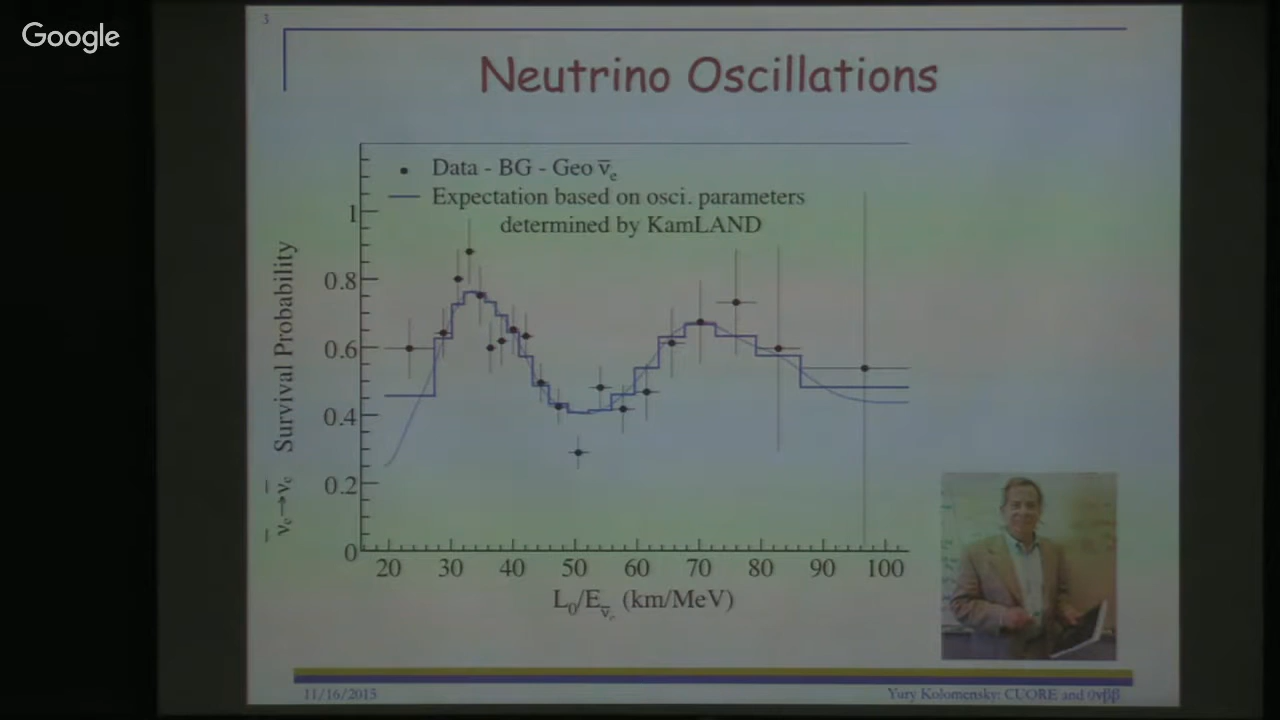 Google
3
Neutrino Oscillations
Data - BG - Geo ν̅e
Expectation based on osci. parameters
determined by KamLAND
1
0.8
0.6
0.4
0.2
0
ν̅e→ν̅e Survival Probability
20 30 40 50 60 70 80 90 100
L0/Eν̅e (km/MeV)
11/16/2015
Yury Kolomensky: CUORE and 0νββ